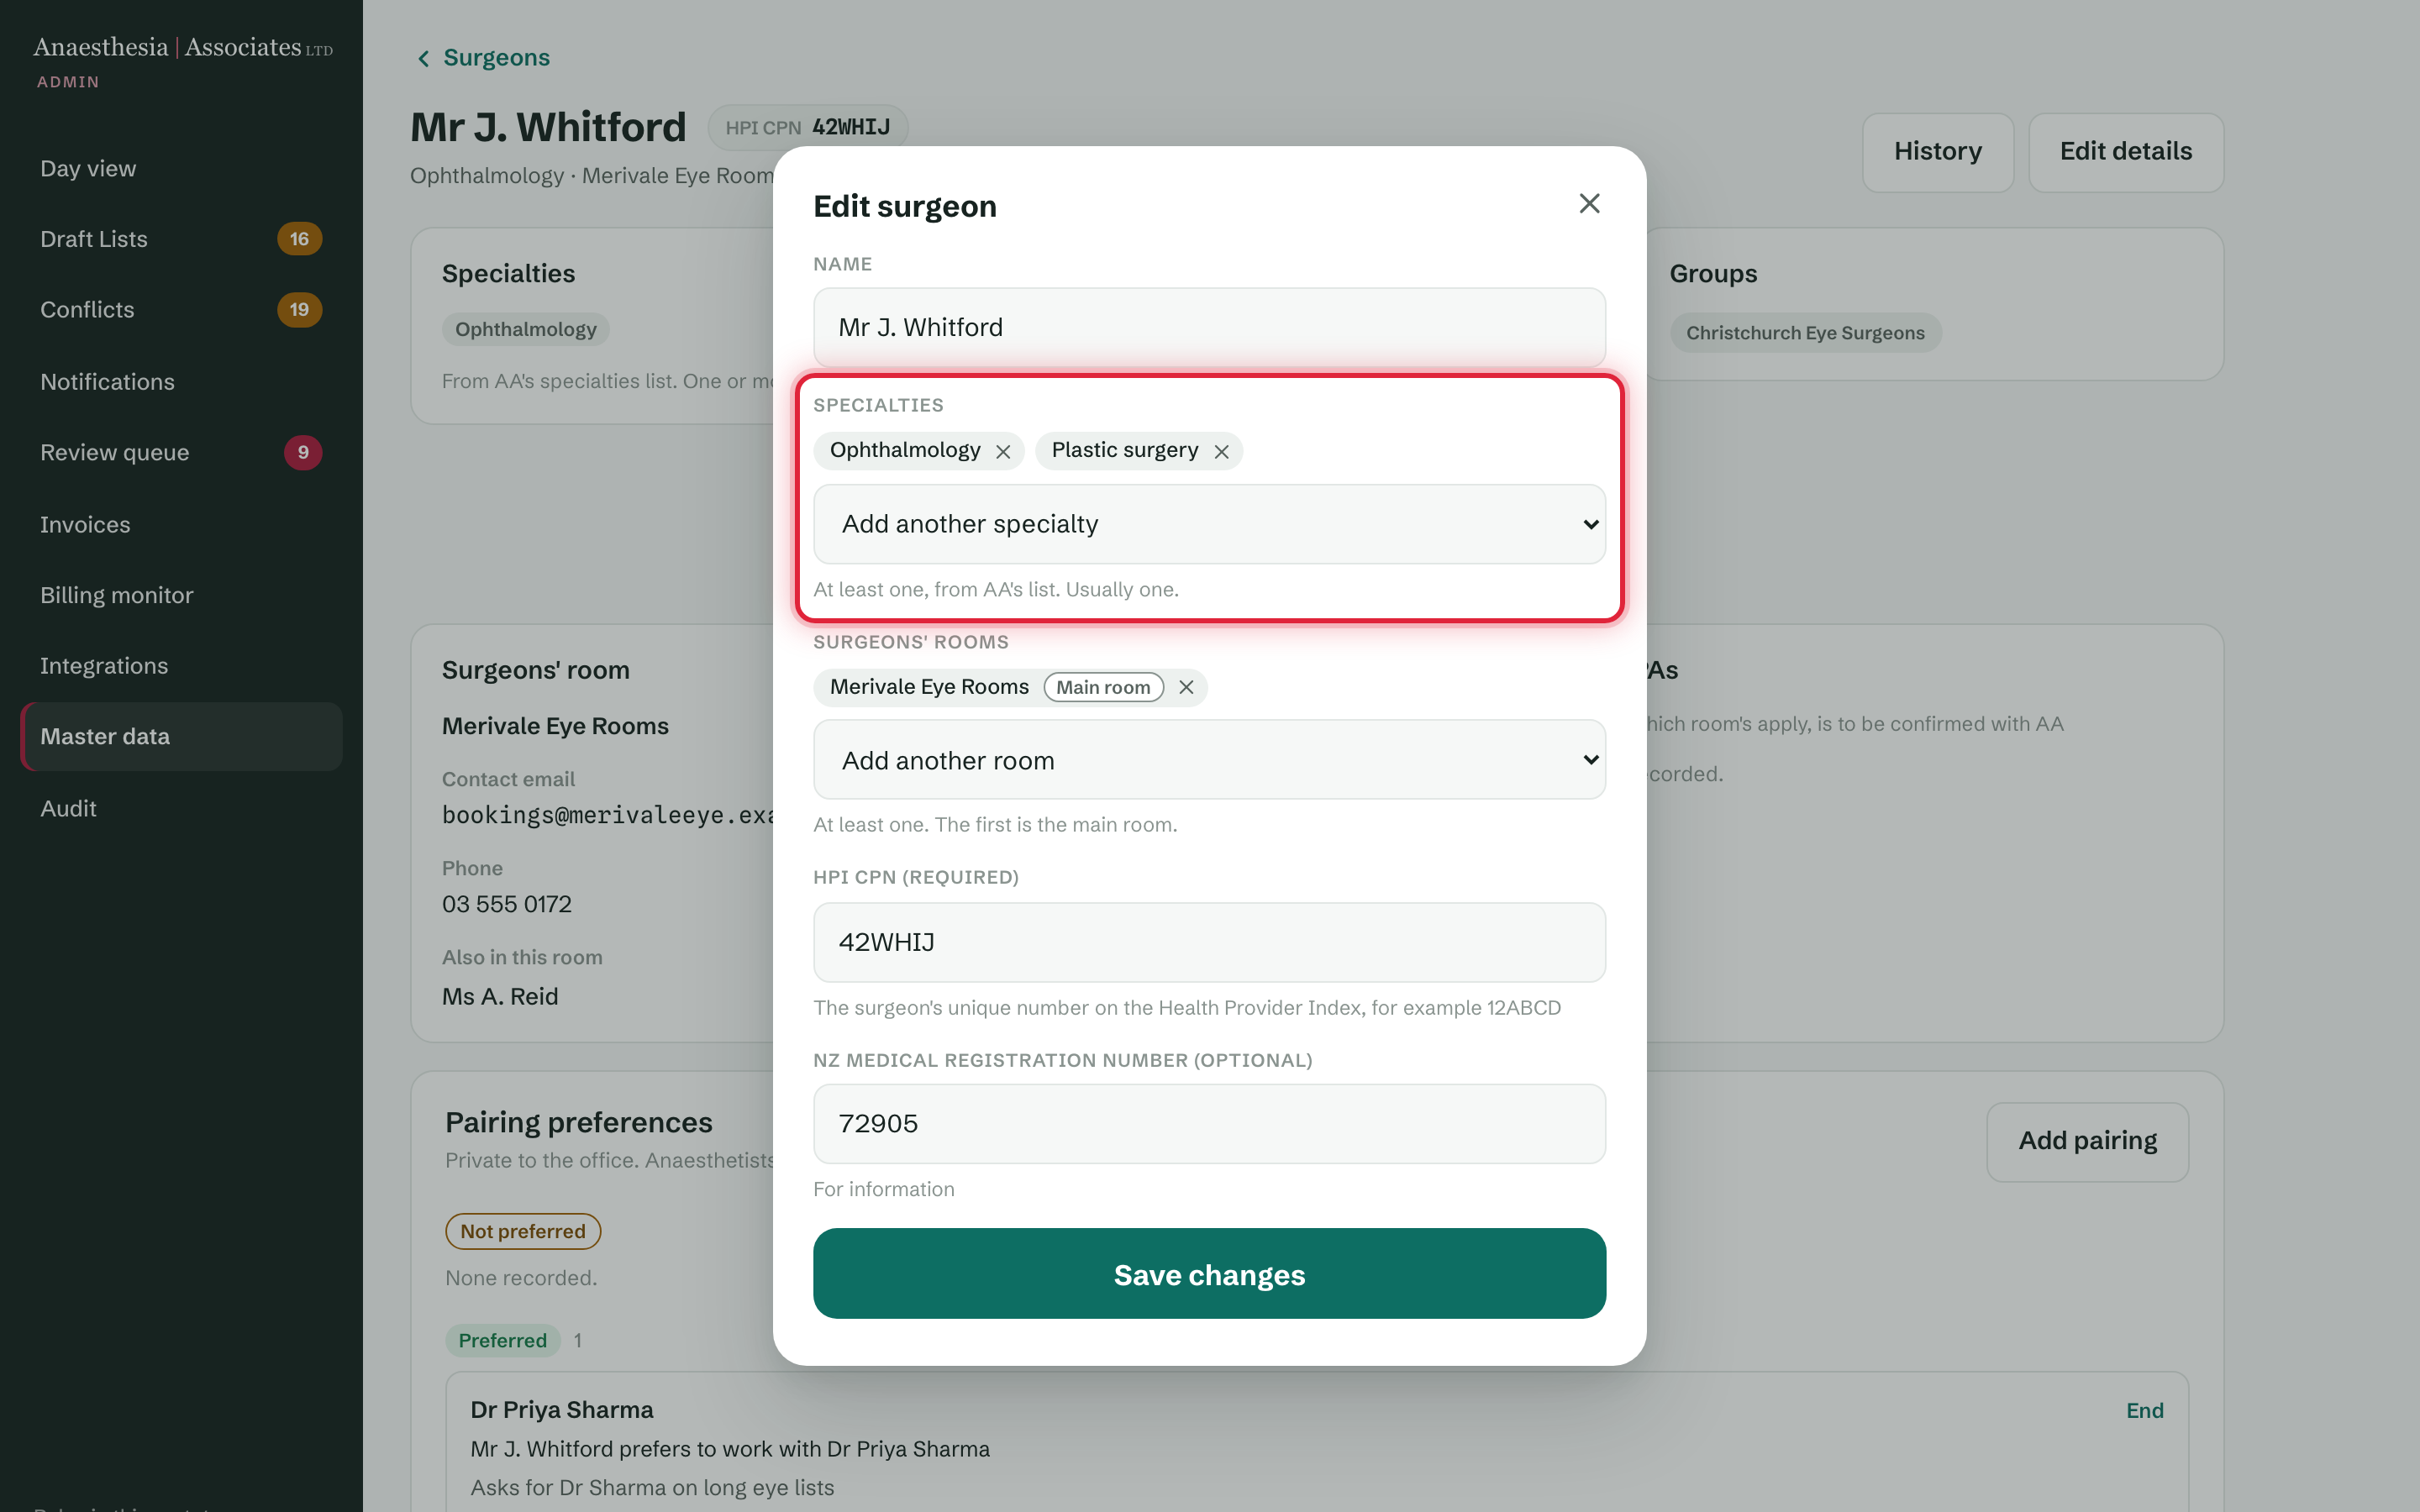 Anaesthesia | Associates LTD
ADMIN
Day view
Draft Lists 16
Conflicts 19
Notifications
Review queue 9
Invoices
Billing monitor
Integrations
Master data
Audit
Surgeons
Mr J. Whitford HPI CPN 42WHIJ
Ophthalmology · Merivale Eye Room
History
Edit details
Specialties
Ophthalmology
From AA's specialties list. One or mo
Groups
Christchurch Eye Surgeons
Surgeons' room
Merivale Eye Rooms
Contact email
bookings@merivaleeye.exa
Phone
03 555 0172
Also in this room
Ms A. Reid
PAs
hich room's apply, is to be confirmed with AA
corded.
Pairing preferences
Private to the office. Anaesthetists
Add pairing
Not preferred
None recorded.
Preferred 1
Dr Priya Sharma
End
Mr J. Whitford prefers to work with Dr Priya Sharma
Asks for Dr Sharma on long eye lists
Edit surgeon
NAME
Mr J. Whitford
SPECIALTIES
Ophthalmology Plastic surgery
Add another specialty
At least one, from AA's list. Usually one.
SURGEONS' ROOMS
Merivale Eye Rooms Main room
Add another room
At least one. The first is the main room.
HPI CPN (REQUIRED)
42WHIJ
The surgeon's unique number on the Health Provider Index, for example 12ABCD
NZ MEDICAL REGISTRATION NUMBER (OPTIONAL)
72905
For information
Save changes